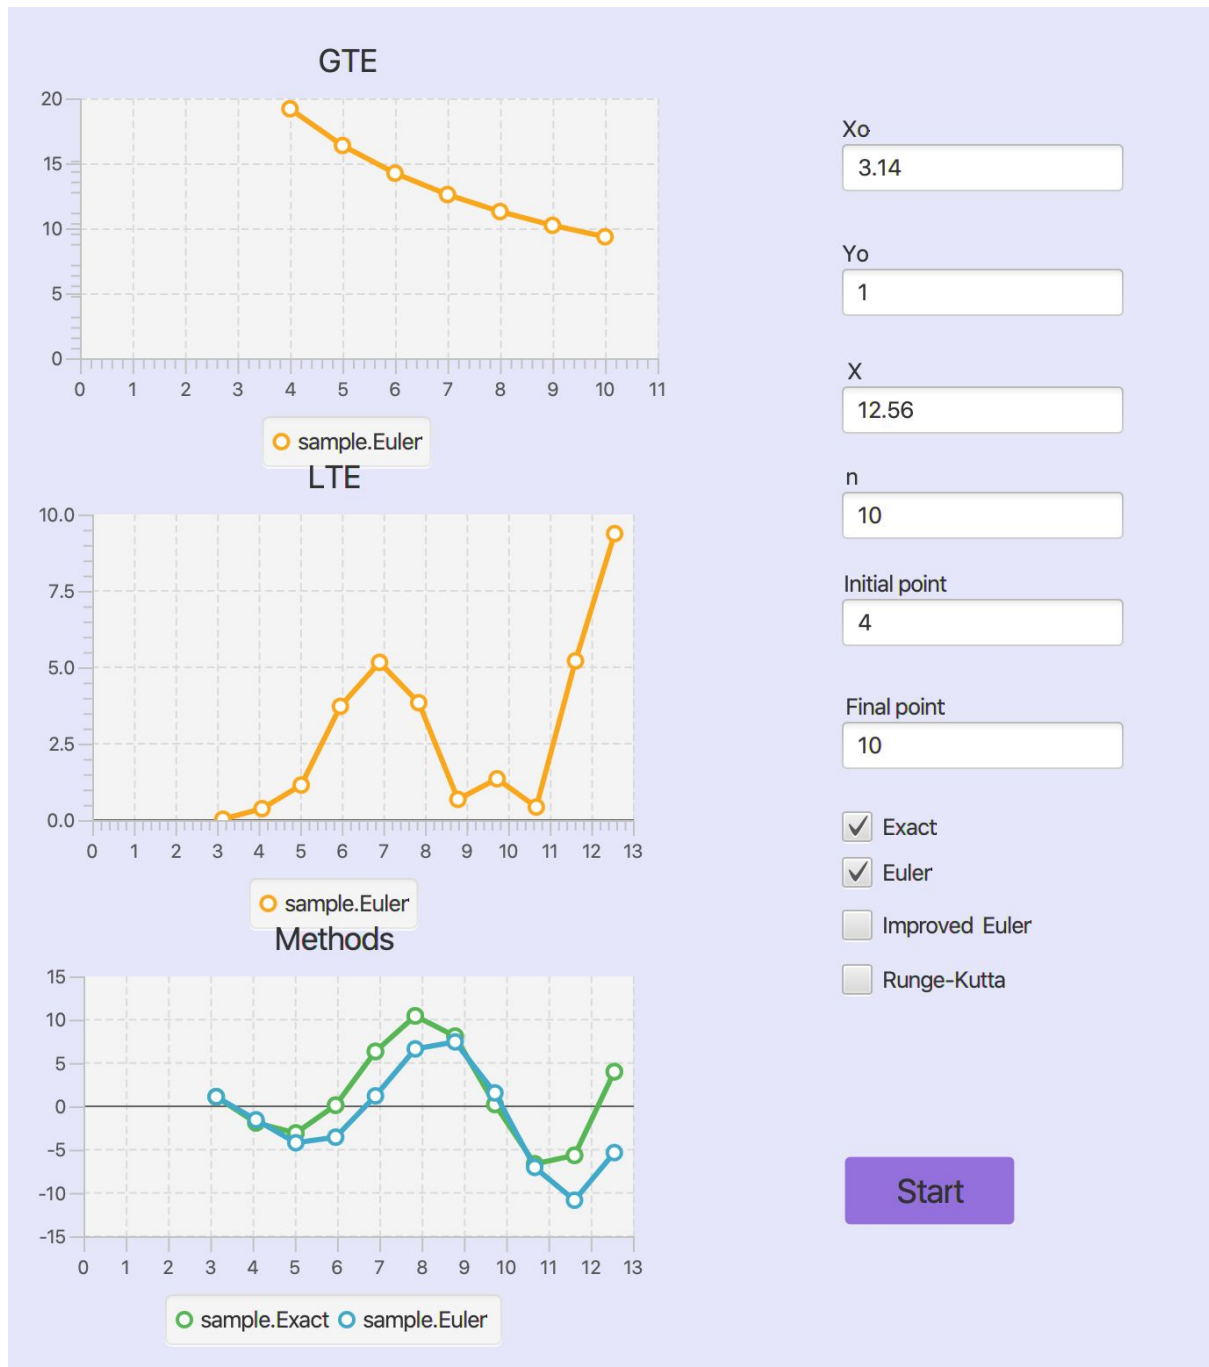 GTE
20
15
10
5
0
0 1 2 3 4 5 6 7 8 9 10 11
sample.Euler
LTE
10.0
7.5
5.0
2.5
0.0
0 1 2 3 4 5 6 7 8 9 10 11 12 13
sample.Euler
Methods
15
10
5
0
-5
-10
-15
0 1 2 3 4 5 6 7 8 9 10 11 12 13
sample.Exact sample.Euler
Xo
3.14
Yo
1
X
12.56
n
10
Initial point
4
Final point
10
Exact
Euler
Improved Euler
Runge-Kutta
Start